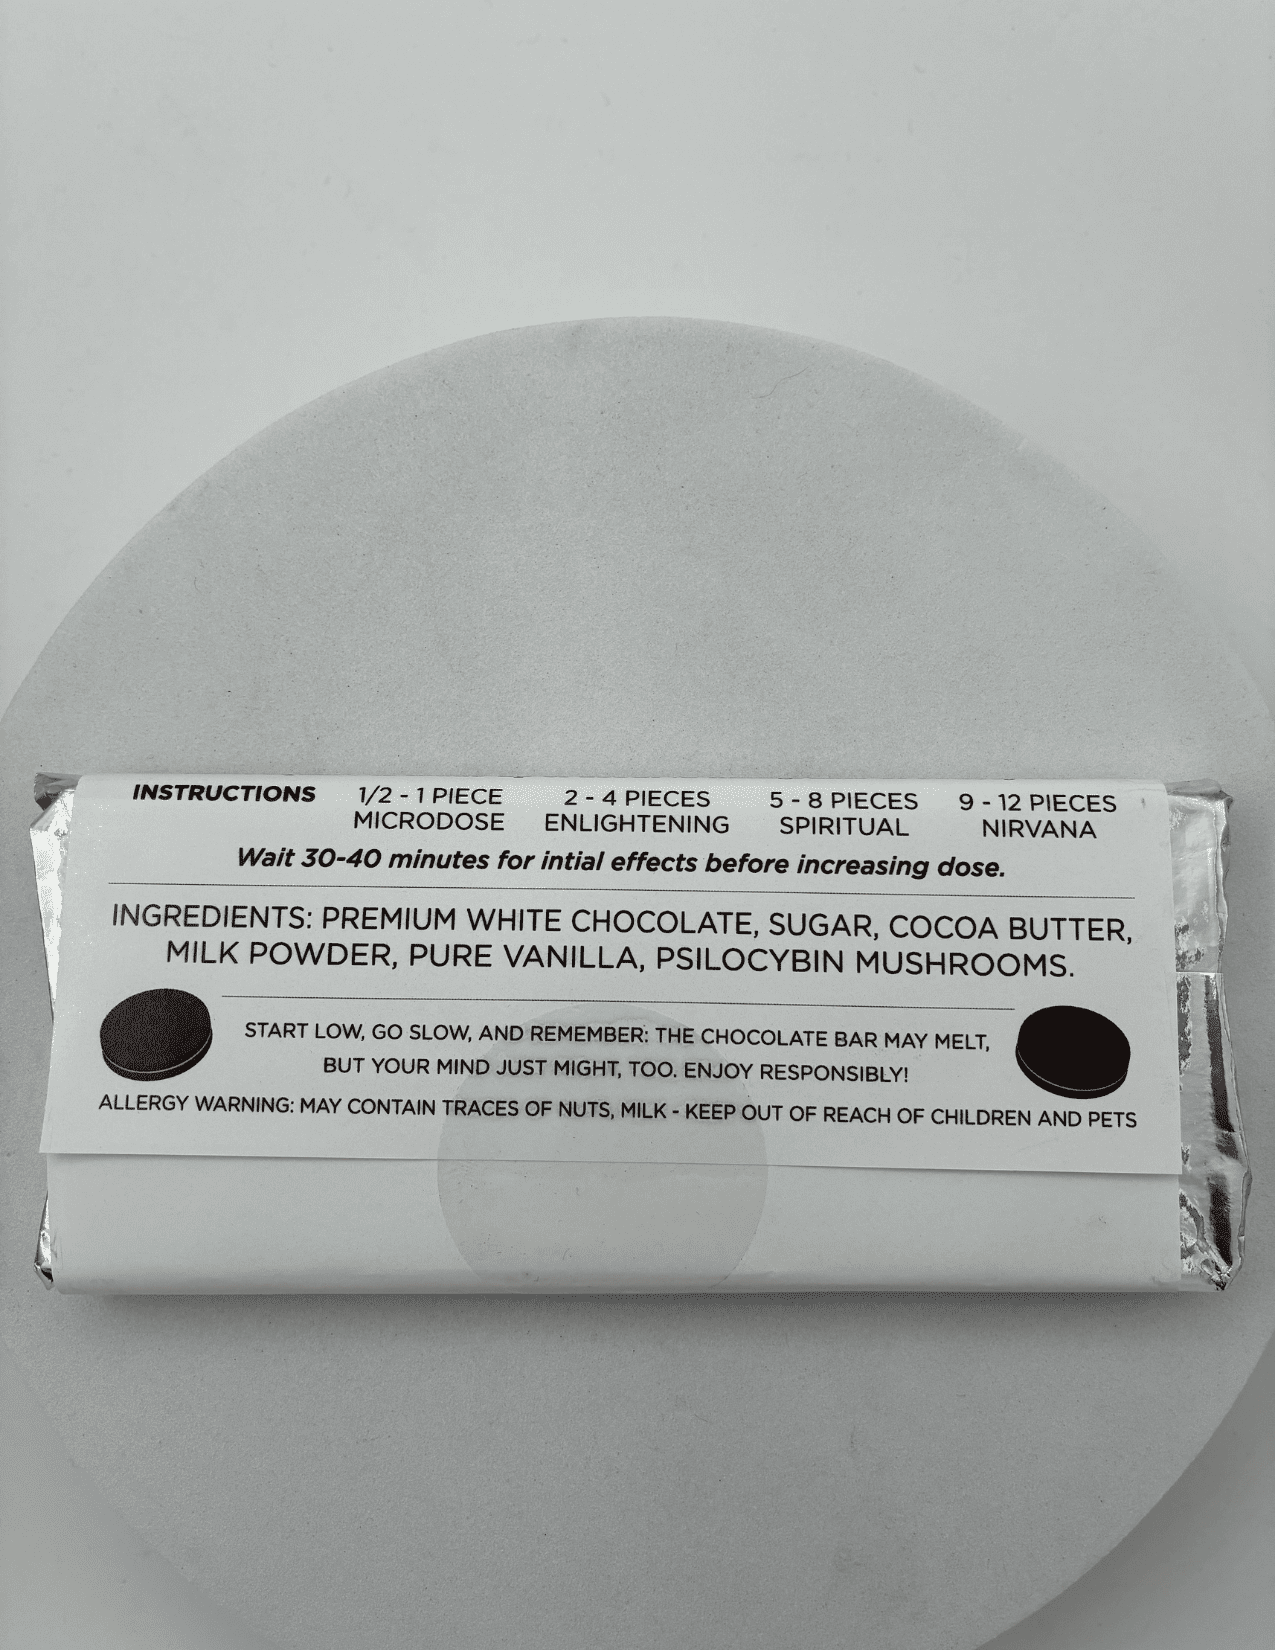 INSTRUCTIONS 1/2 - 1 PIECE 2 - 4 PIECES 5 - 8 PIECES 9 - 12 PIECES
MICRODOSE ENLIGHTENING SPIRITUAL NIRVANA
Wait 30-40 minutes for intial effects before increasing dose.
INGREDIENTS: PREMIUM WHITE CHOCOLATE, SUGAR, COCOA BUTTER,
MILK POWDER, PURE VANILLA, PSILOCYBIN MUSHROOMS.
START LOW, GO SLOW, AND REMEMBER: THE CHOCOLATE BAR MAY MELT,
BUT YOUR MIND JUST MIGHT, TOO. ENJOY RESPONSIBLY!
ALLERGY WARNING: MAY CONTAIN TRACES OF NUTS, MILK - KEEP OUT OF REACH OF CHILDREN AND PETS